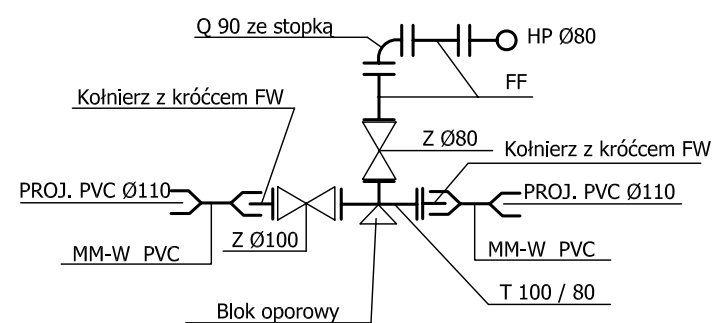 Q 90 ze stopką
HP Ø80
FF
Kołnierz z króćcem FW
Z Ø80
Kołnierz z króćcem FW
PROJ. PVC Ø110
PROJ. PVC Ø110
Z Ø100
MM-W PVC
MM-W PVC
T 100 / 80
Blok oporowy